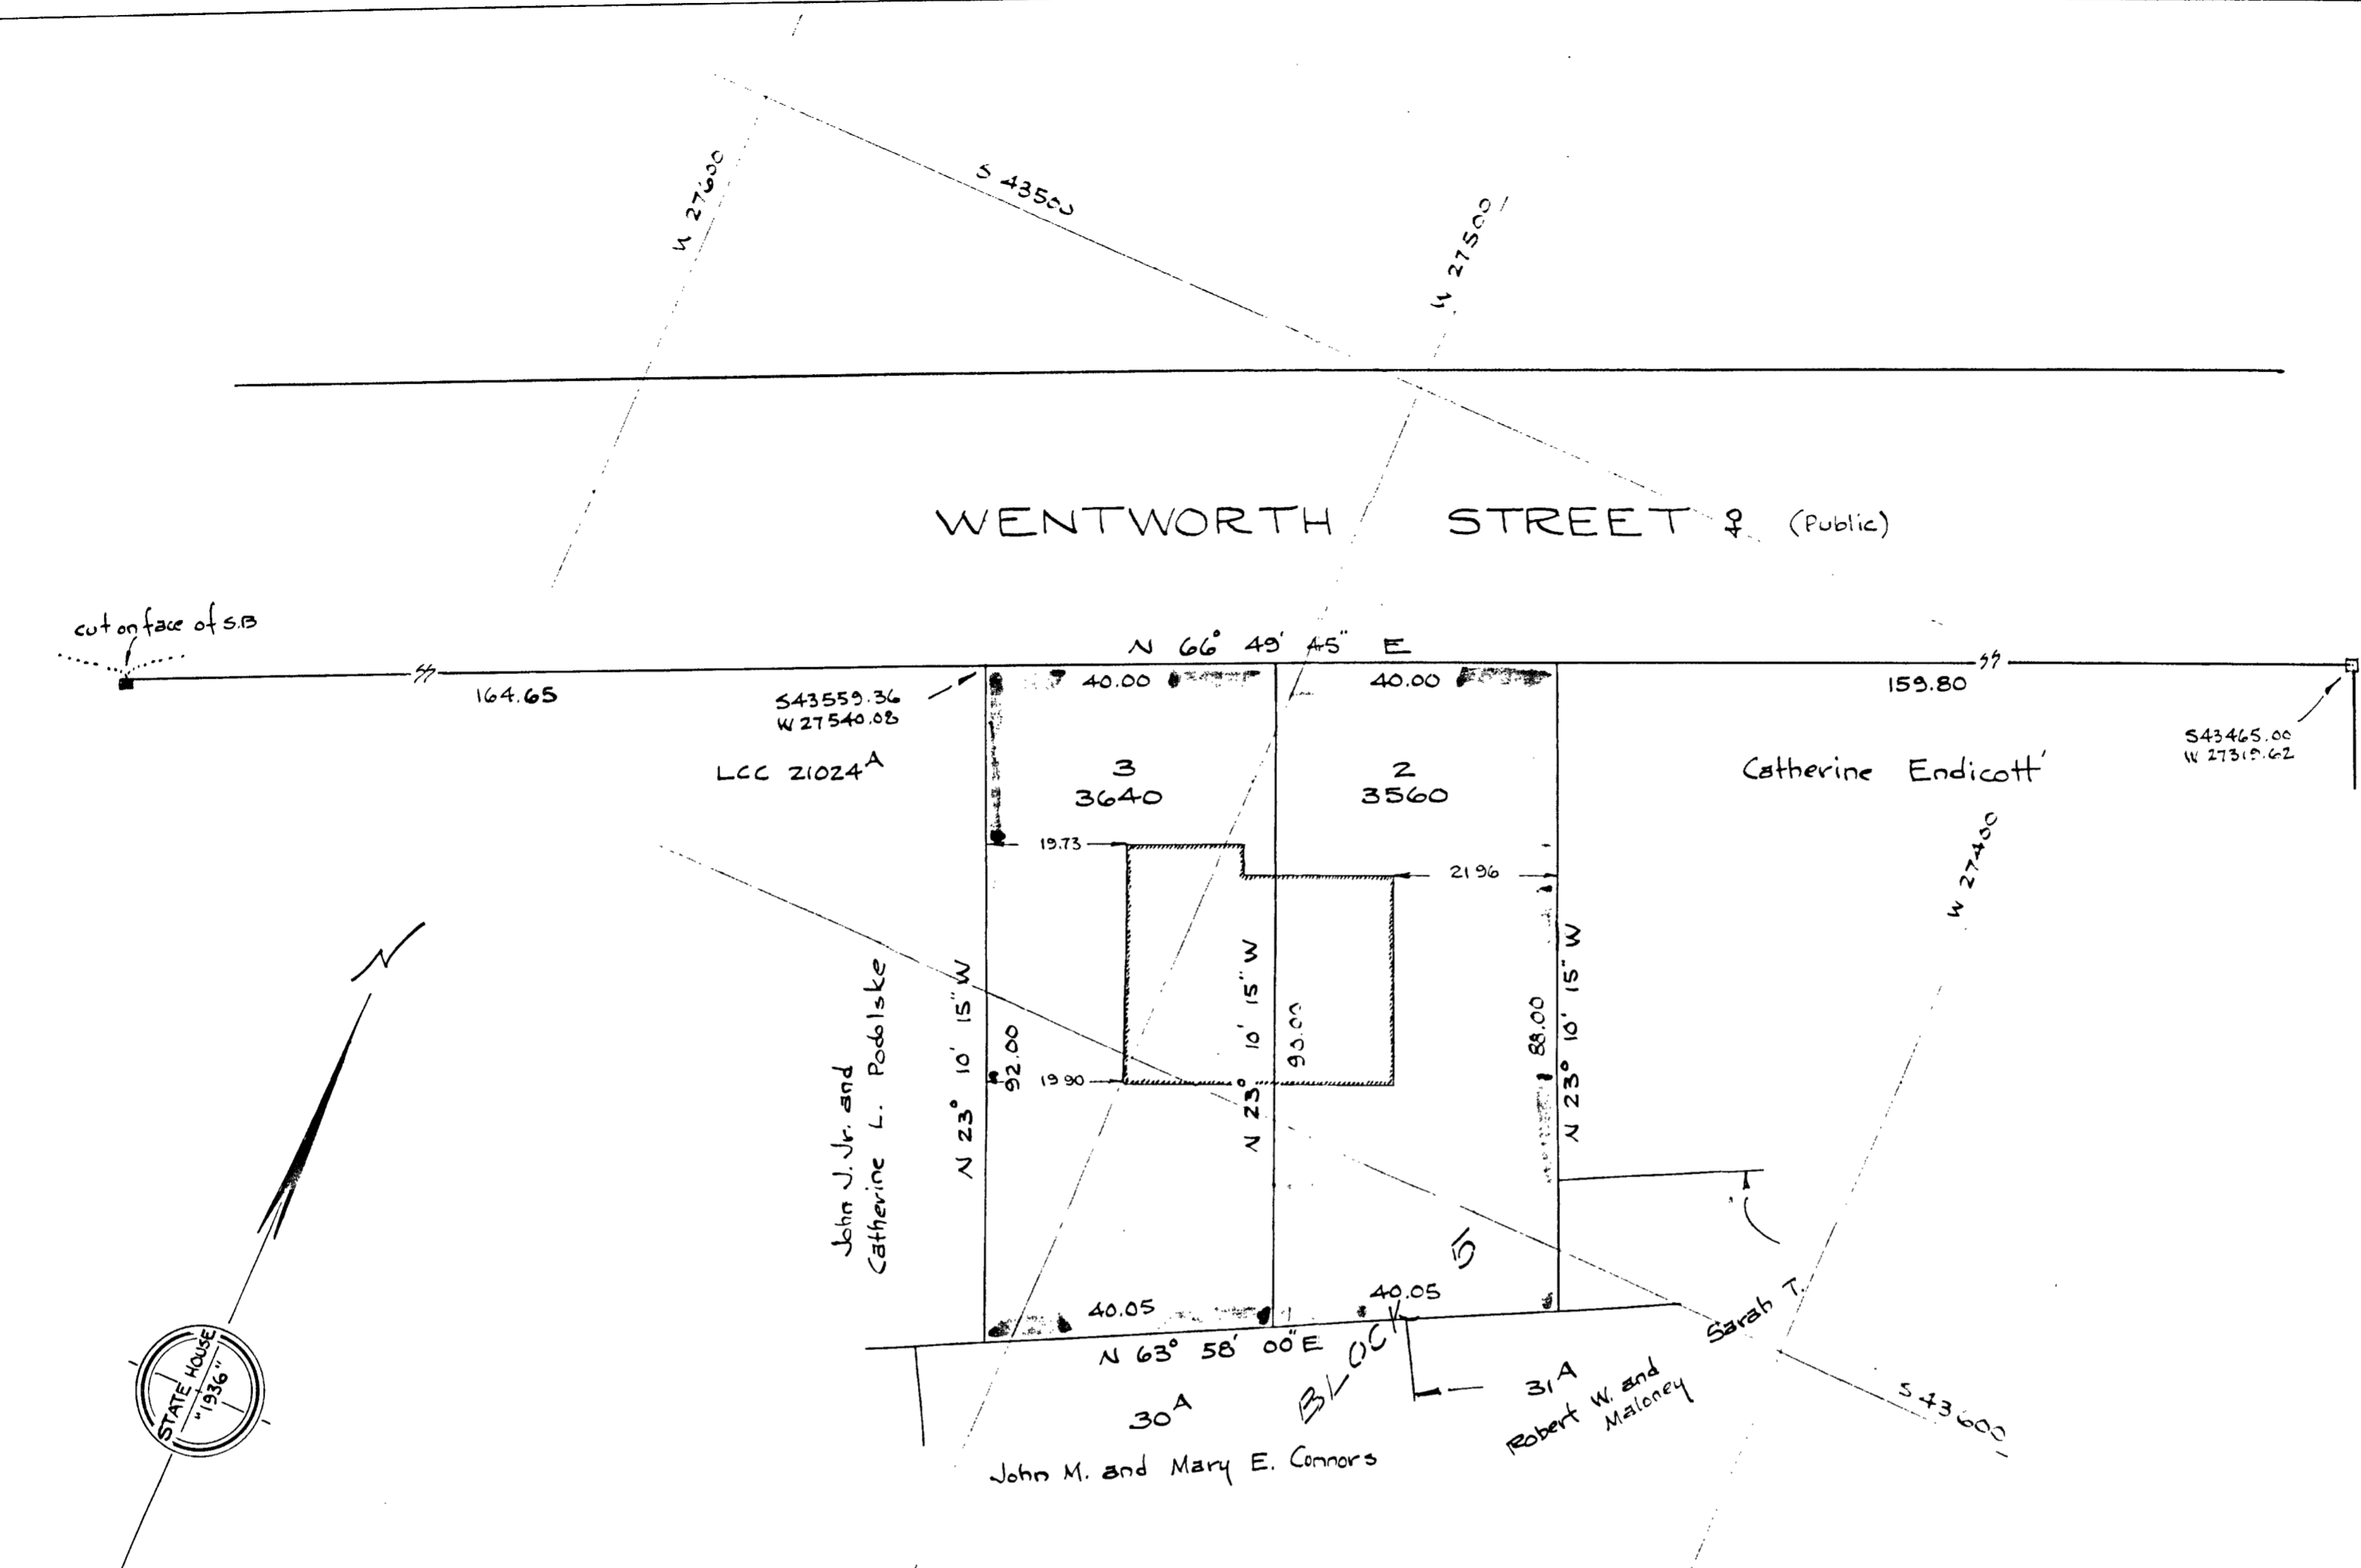 W 27600
S 43500
W 27500
WENTWORTH STREET (Public)
cut on face of S.B
N 66° 49' 45" E
164.65
S43559.36
W 27540.08
40.00
40.00
159.80
S43465.00
W 27319.62
LCC 21024A
3
3640
2
3560
Catherine Endicott
W 27400
19.73
21.96
John J. Jr. and
Catherine L. Podolske
N 23° 10' 15" W
92.00
19.90
N 23° 10' 15" W
90.00
88.00
N 23° 10' 15" W
40.05
40.05
N 63° 58' 00" E
BLOCK 5
30A
John M. and Mary E. Connors
31A
Robert W. and
Sarah T.
Maloney
S 43600
N
STATE HOUSE
"1936"